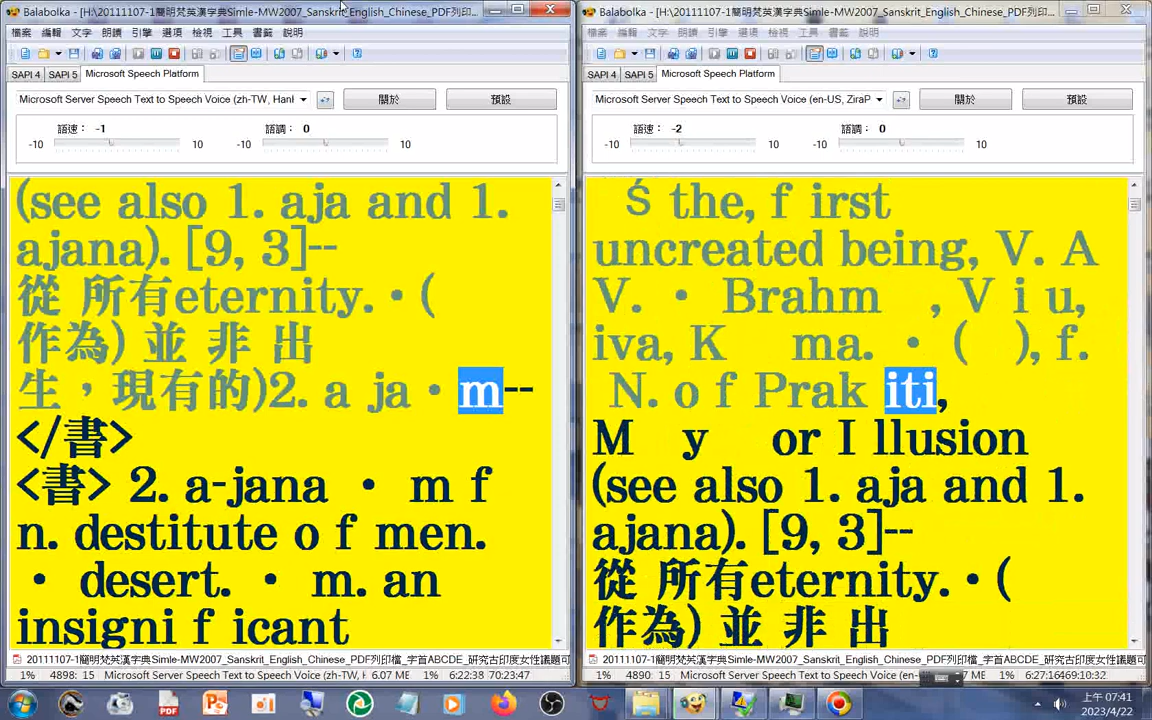 Balabolka - [H:\20111107-1簡明梵英漢字典Simle-MW2007_Sanskrit_English_Chinese_PDF列印...
檔案 編輯 文字 朗讀 引擎 選項 檢視 工具 書籤 說明
SAPI 4 SAPI 5 Microsoft Speech Platform
Microsoft Server Speech Text to Speech Voice (zh-TW, Han
關於 預設
語速： -1 語調： 0
-10 10 -10 10
(see also 1. aja and 1.
ajana). [9, 3]--
從 所有eternity.・(
作為) 並 非 出
生，現有的)2. a ja・m--
</書>
<書> 2. a-jana ・ m f
n. destitute o f men.
・ desert. ・ m. an
insigni f icant
20111107-1簡明梵英漢字典Simle-MW2007_Sanskrit_English_Chinese_PDF列印檔_字首ABCDE_研究古印度女性議題可
1% 4898: 15 Microsoft Server Speech Text to Speech Voice (zh-TW, H 6.07 MB 1% 6:22:38 70:23:47
Balabolka - [H:\20111107-1簡明梵英漢字典Simle-MW2007_Sanskrit_English_Chinese_PDF列印...
檔案 編輯 文字 朗讀 引擎 選項 檢視 工具 書籤 說明
SAPI 4 SAPI 5 Microsoft Speech Platform
Microsoft Server Speech Text to Speech Voice (en-US, ZiraP
關於 預設
語速： -2 語調： 0
-10 10 -10 10
Ś the, f irst
uncreated being, V. A
V. ・ Brahm , V i u,
iva, K ma. ・ ( ), f.
N. o f Prak iti,
M y or I llusion
(see also 1. aja and 1.
ajana). [9, 3]--
從 所有eternity.・(
作為) 並 非 出
20111107-1簡明梵英漢字典Simle-MW2007_Sanskrit_English_Chinese_PDF列印檔_字首ABCDE_研究古印度女性議題可
1% 4890: 15 Microsoft Server Speech Text to Speech Voice (en-US 1% 6:27:16 469:10:32
上午 07:41
2023/4/22